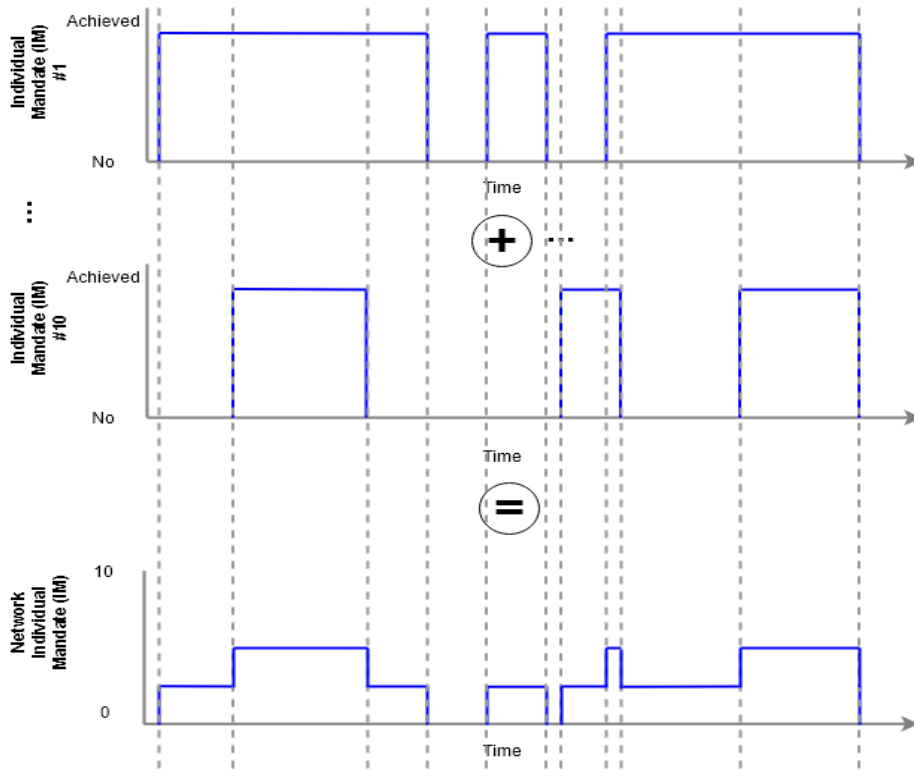 Achieved
Individual
Mandate (IM)
#1
No
Time
...
+ ...
Achieved
Individual
Mandate (IM)
#10
No
Time
=
10
Network
Individual
Mandate (IM)
0
Time